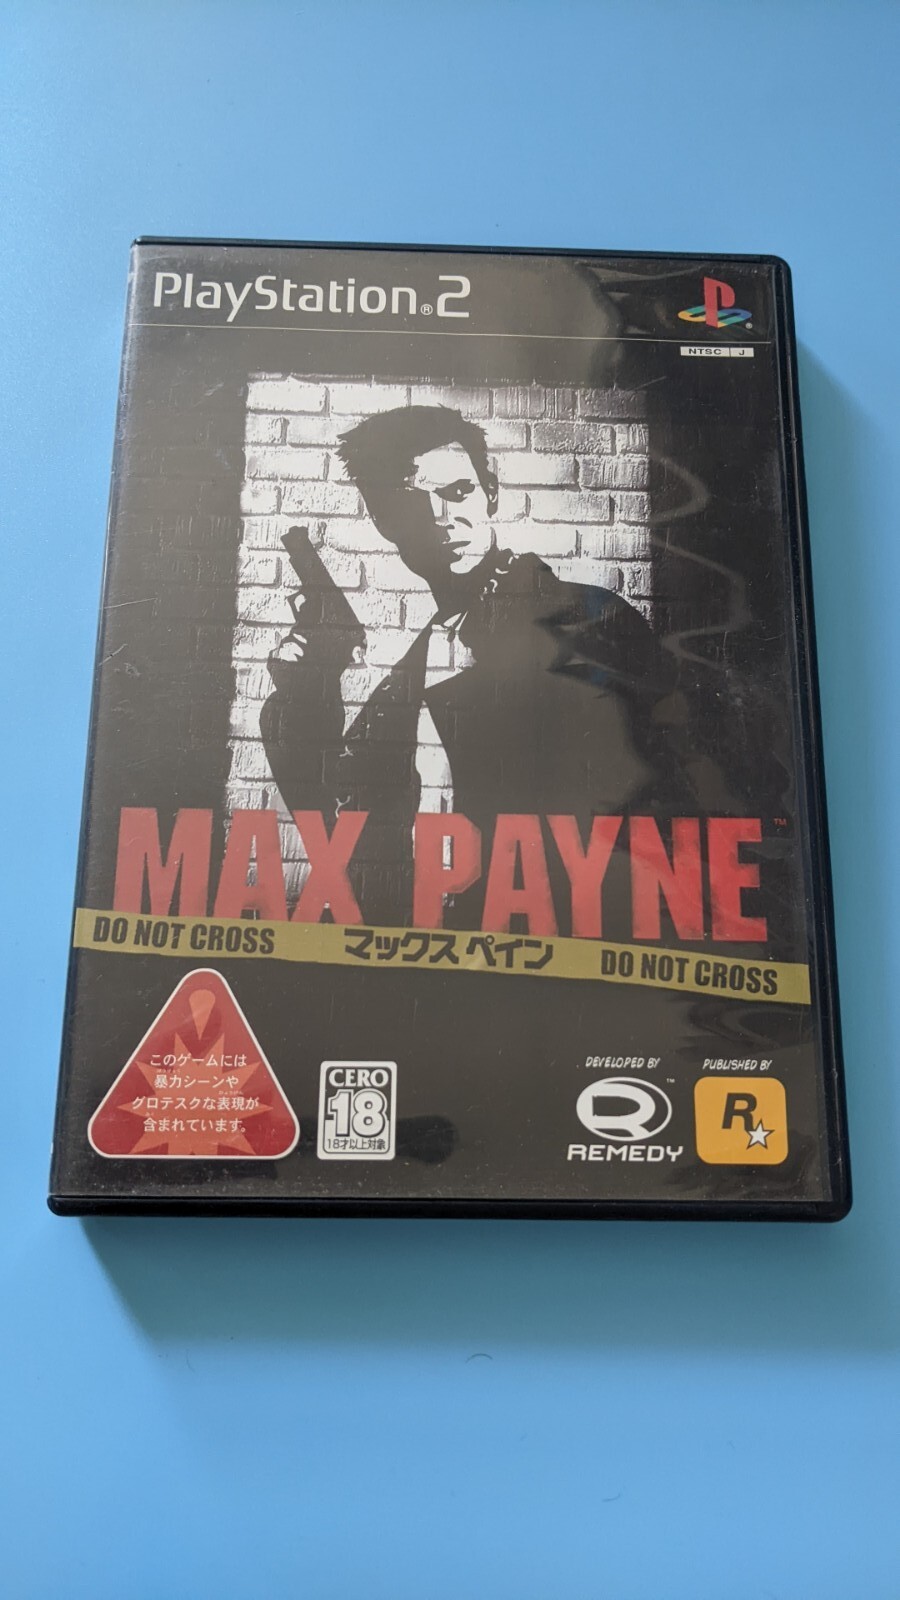 PlayStation®2
NTSC J
MAX PAYNE™
DO NOT CROSS マックス ペイン DO NOT CROSS
このゲームには
暴力シーンや
グロテスクな表現が
含まれています。
CERO
18
18才以上対象
DEVELOPED BY
REMEDY™
PUBLISHED BY
R